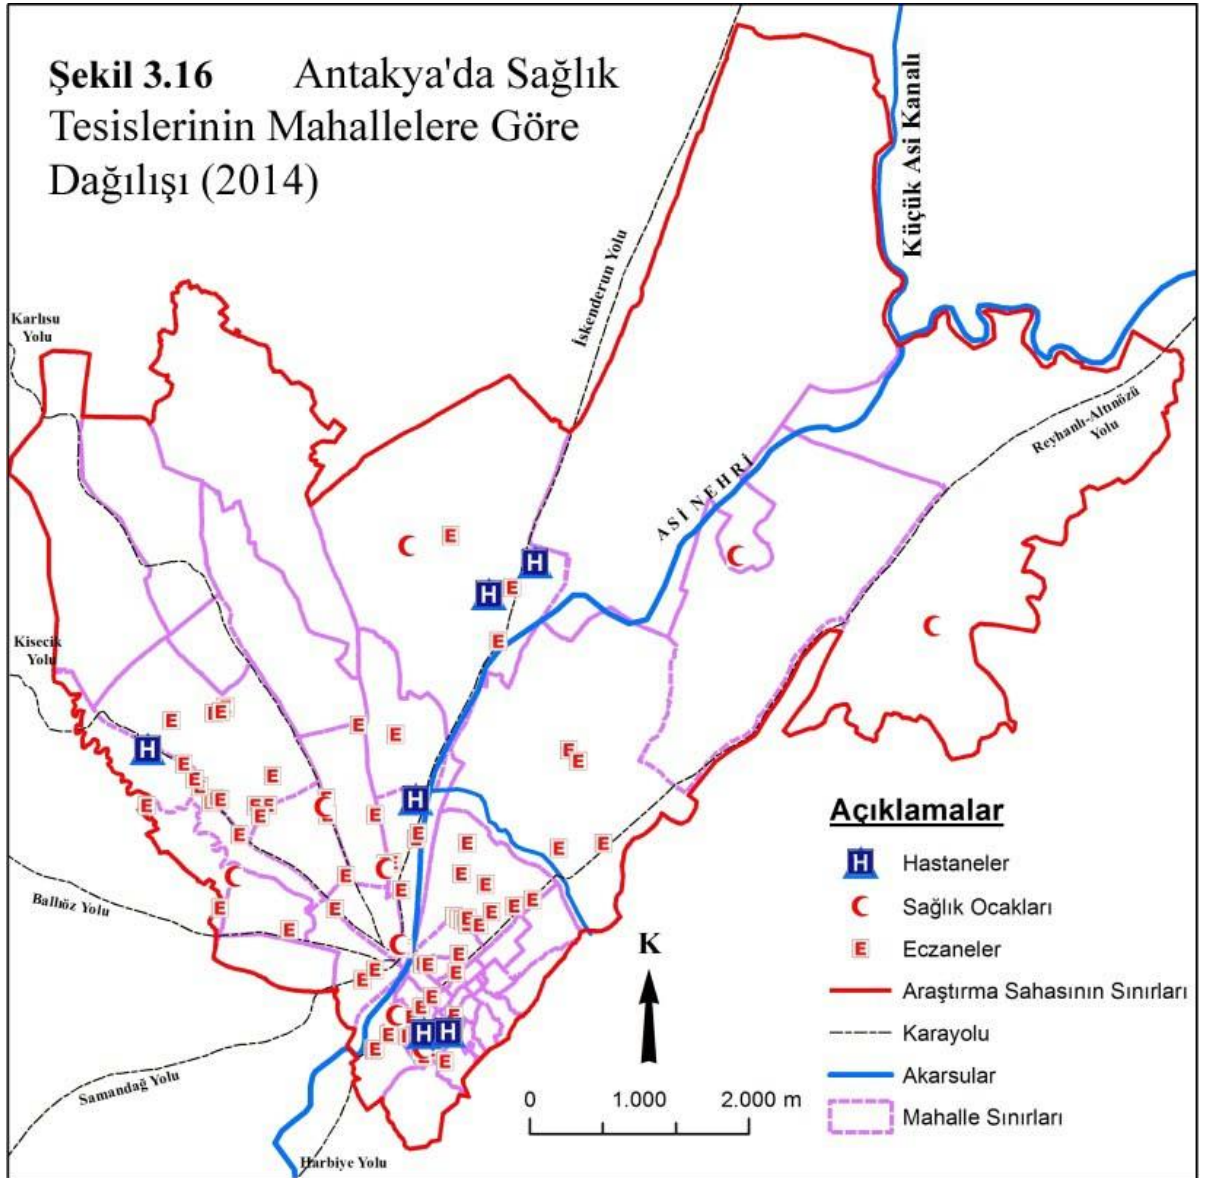 Şekil 3.16 Antakya'da Sağlık
Tesislerinin Mahallelere Göre
Dağılışı (2014)
Küçük Asi Kanalı
İskenderun Yolu
Karlısu
Yolu
Reyhanlı-Altınözü
Yolu
ASİ NEHRİ
H
E
Kisecik
Yolu
Ballıöz Yolu
Samandağ Yolu
Harbiye Yolu
K
0 1.000 2.000 m
Açıklamalar
H Hastaneler
Sağlık Ocakları
E Eczaneler
Araştırma Sahasının Sınırları
Karayolu
Akarsular
Mahalle Sınırları